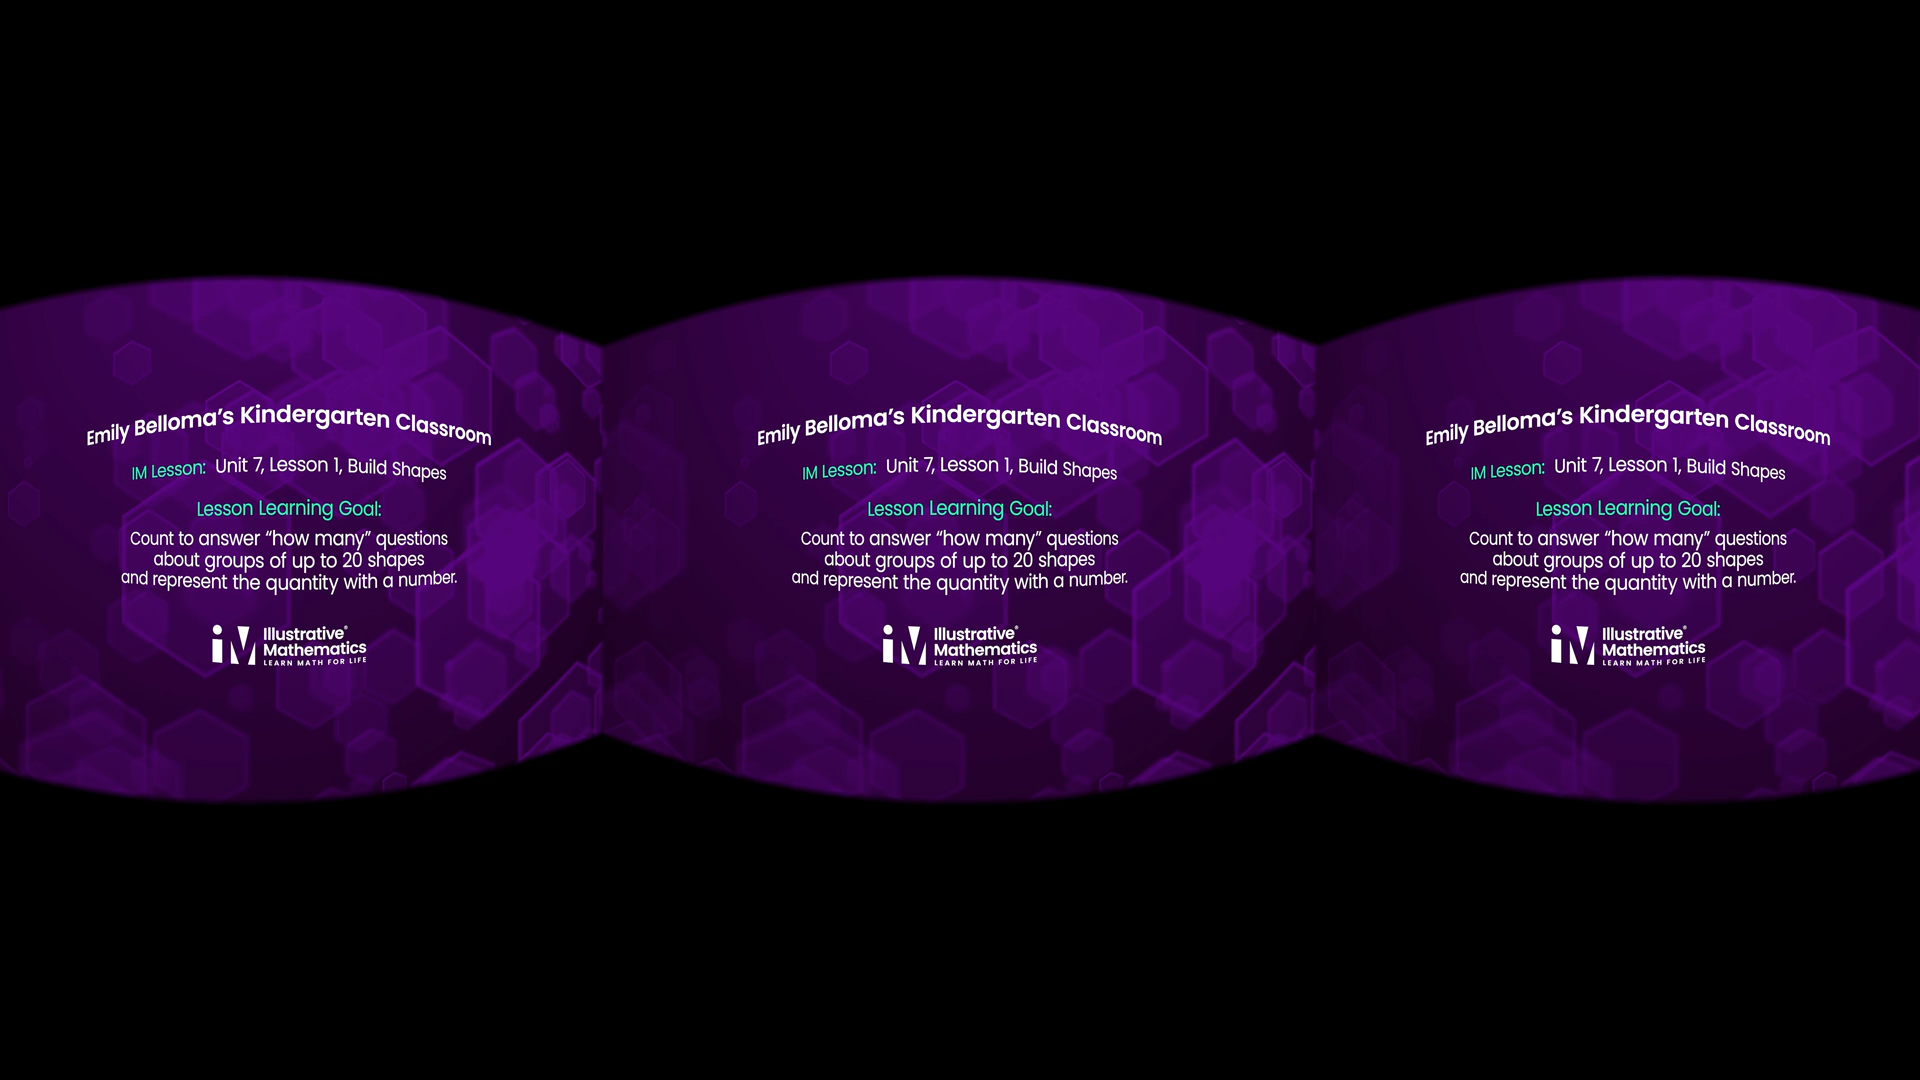 Emily Belloma's Kindergarten Classroom
IM Lesson: Unit 7, Lesson 1, Build Shapes
Lesson Learning Goal:
Count to answer “how many” questions
about groups of up to 20 shapes
and represent the quantity with a number.
iM Illustrative®
Mathematics
LEARN MATH FOR LIFE
Emily Belloma's Kindergarten Classroom
IM Lesson: Unit 7, Lesson 1, Build Shapes
Lesson Learning Goal:
Count to answer “how many” questions
about groups of up to 20 shapes
and represent the quantity with a number.
iM Illustrative®
Mathematics
LEARN MATH FOR LIFE
Emily Belloma's Kindergarten Classroom
IM Lesson: Unit 7, Lesson 1, Build Shapes
Lesson Learning Goal:
Count to answer “how many” questions
about groups of up to 20 shapes
and represent the quantity with a number.
iM Illustrative®
Mathematics
LEARN MATH FOR LIFE